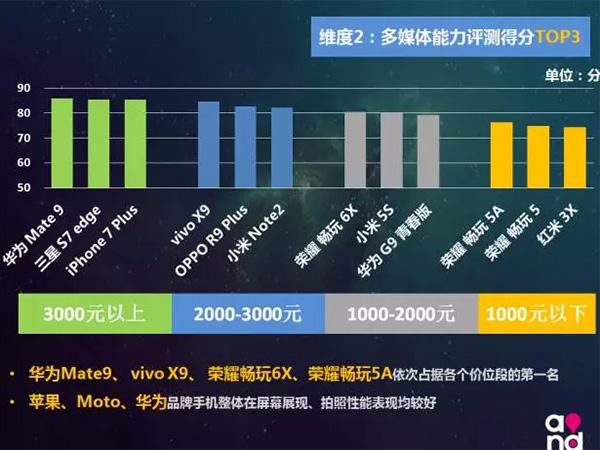 维度2：多媒体能力评测得分TOP3
单位：分
90
80
70
60
50
华为 Mate 9
三星 S7 edge
iPhone 7 Plus
vivo X9
OPPO R9 Plus
小米 Note2
荣耀 畅玩 6X
小米 5S
华为 G9 青春版
荣耀 畅玩 5A
荣耀 畅玩 5
红米 3X
3000元以上
2000-3000元
1000-2000元
1000元以下
• 华为Mate9、 vivo X9、 荣耀畅玩6X、荣耀畅玩5A依次占据各个价位段的第一名
• 苹果、Moto、华为品牌手机整体在屏幕展现、拍照性能表现均较好
and